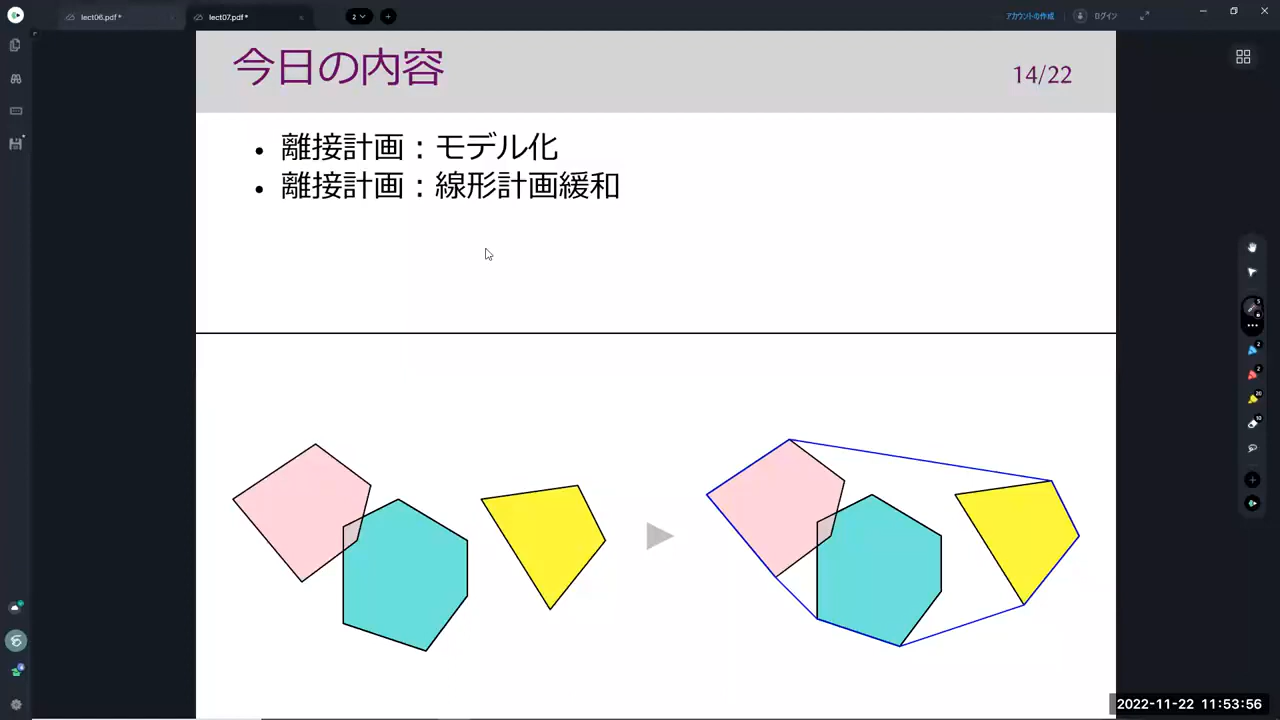 lect06.pdf *
lect07.pdf *
2
アカウントの作成
ログイン
今日の内容
14/22
• 離接計画：モデル化
• 離接計画：線形計画緩和
2022-11-22 11:53:56